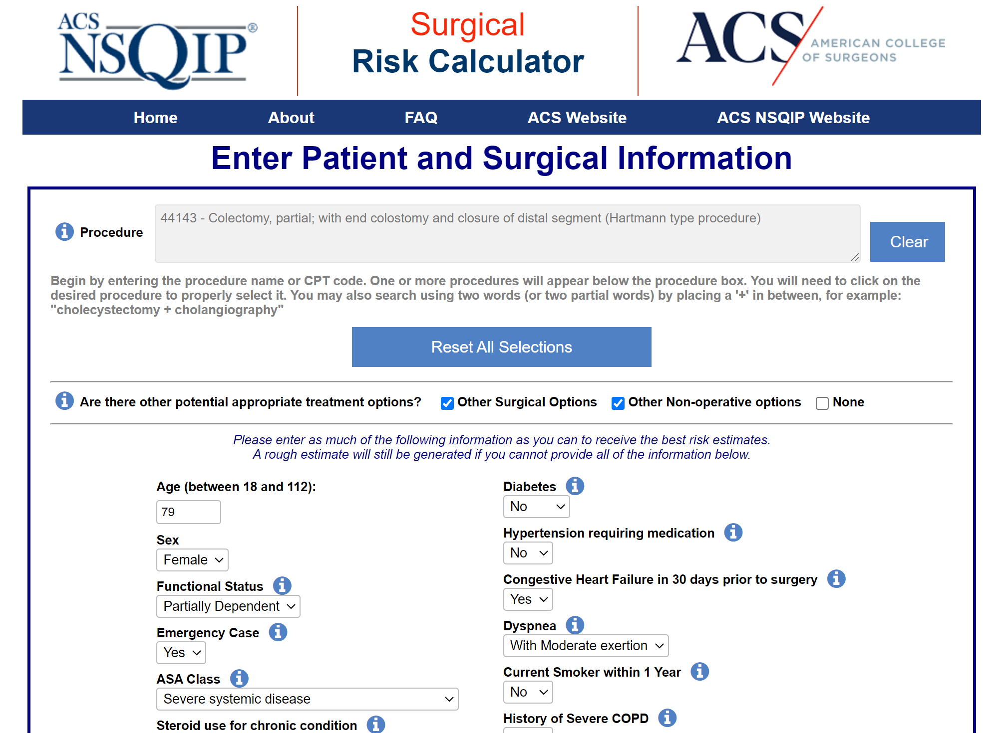 ACS
NSQIP®
Surgical
Risk Calculator
ACS
AMERICAN COLLEGE
OF SURGEONS
Home About FAQ ACS Website ACS NSQIP Website
Enter Patient and Surgical Information
Procedure
44143 - Colectomy, partial; with end colostomy and closure of distal segment (Hartmann type procedure)
Clear
Begin by entering the procedure name or CPT code. One or more procedures will appear below the procedure box. You will need to click on the
desired procedure to properly select it. You may also search using two words (or two partial words) by placing a '+' in between, for example:
"cholecystectomy + cholangiography"
Reset All Selections
Are there other potential appropriate treatment options? Other Surgical Options Other Non-operative options None
Please enter as much of the following information as you can to receive the best risk estimates.
A rough estimate will still be generated if you cannot provide all of the information below.
Age (between 18 and 112):
79
Sex
Female
Functional Status
Partially Dependent
Emergency Case
Yes
ASA Class
Severe systemic disease
Steroid use for chronic condition
Diabetes
No
Hypertension requiring medication
No
Congestive Heart Failure in 30 days prior to surgery
Yes
Dyspnea
With Moderate exertion
Current Smoker within 1 Year
No
History of Severe COPD